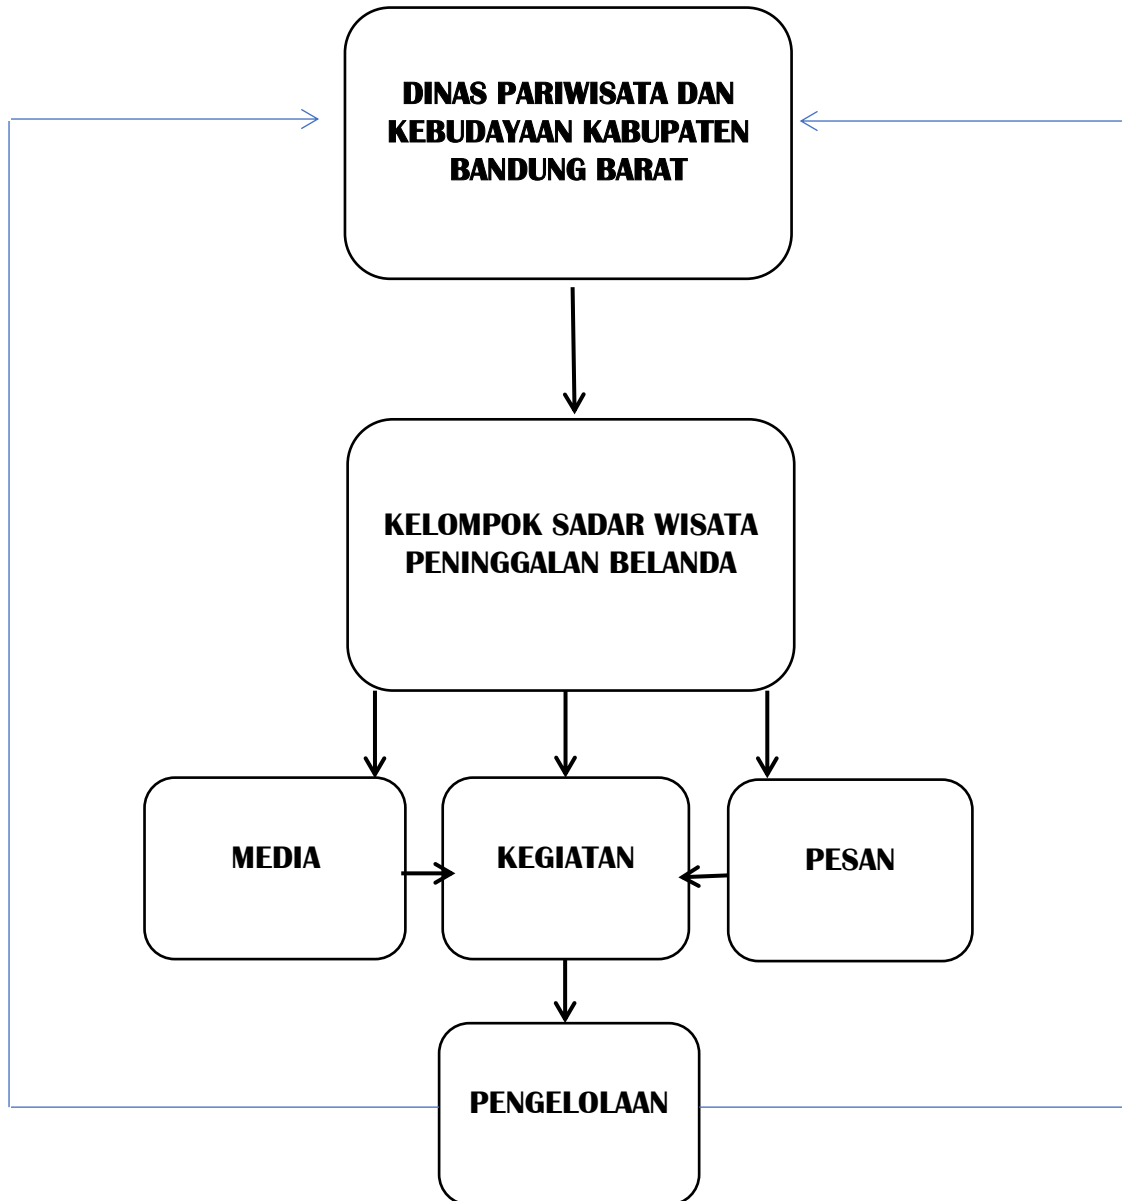 DINAS PARIWISATA DAN
KEBUDAYAAN KABUPATEN
BANDUNG BARAT
KELOMPOK SADAR WISATA
PENINGGALAN BELANDA
MEDIA
KEGIATAN
PESAN
PENGELOLAAN